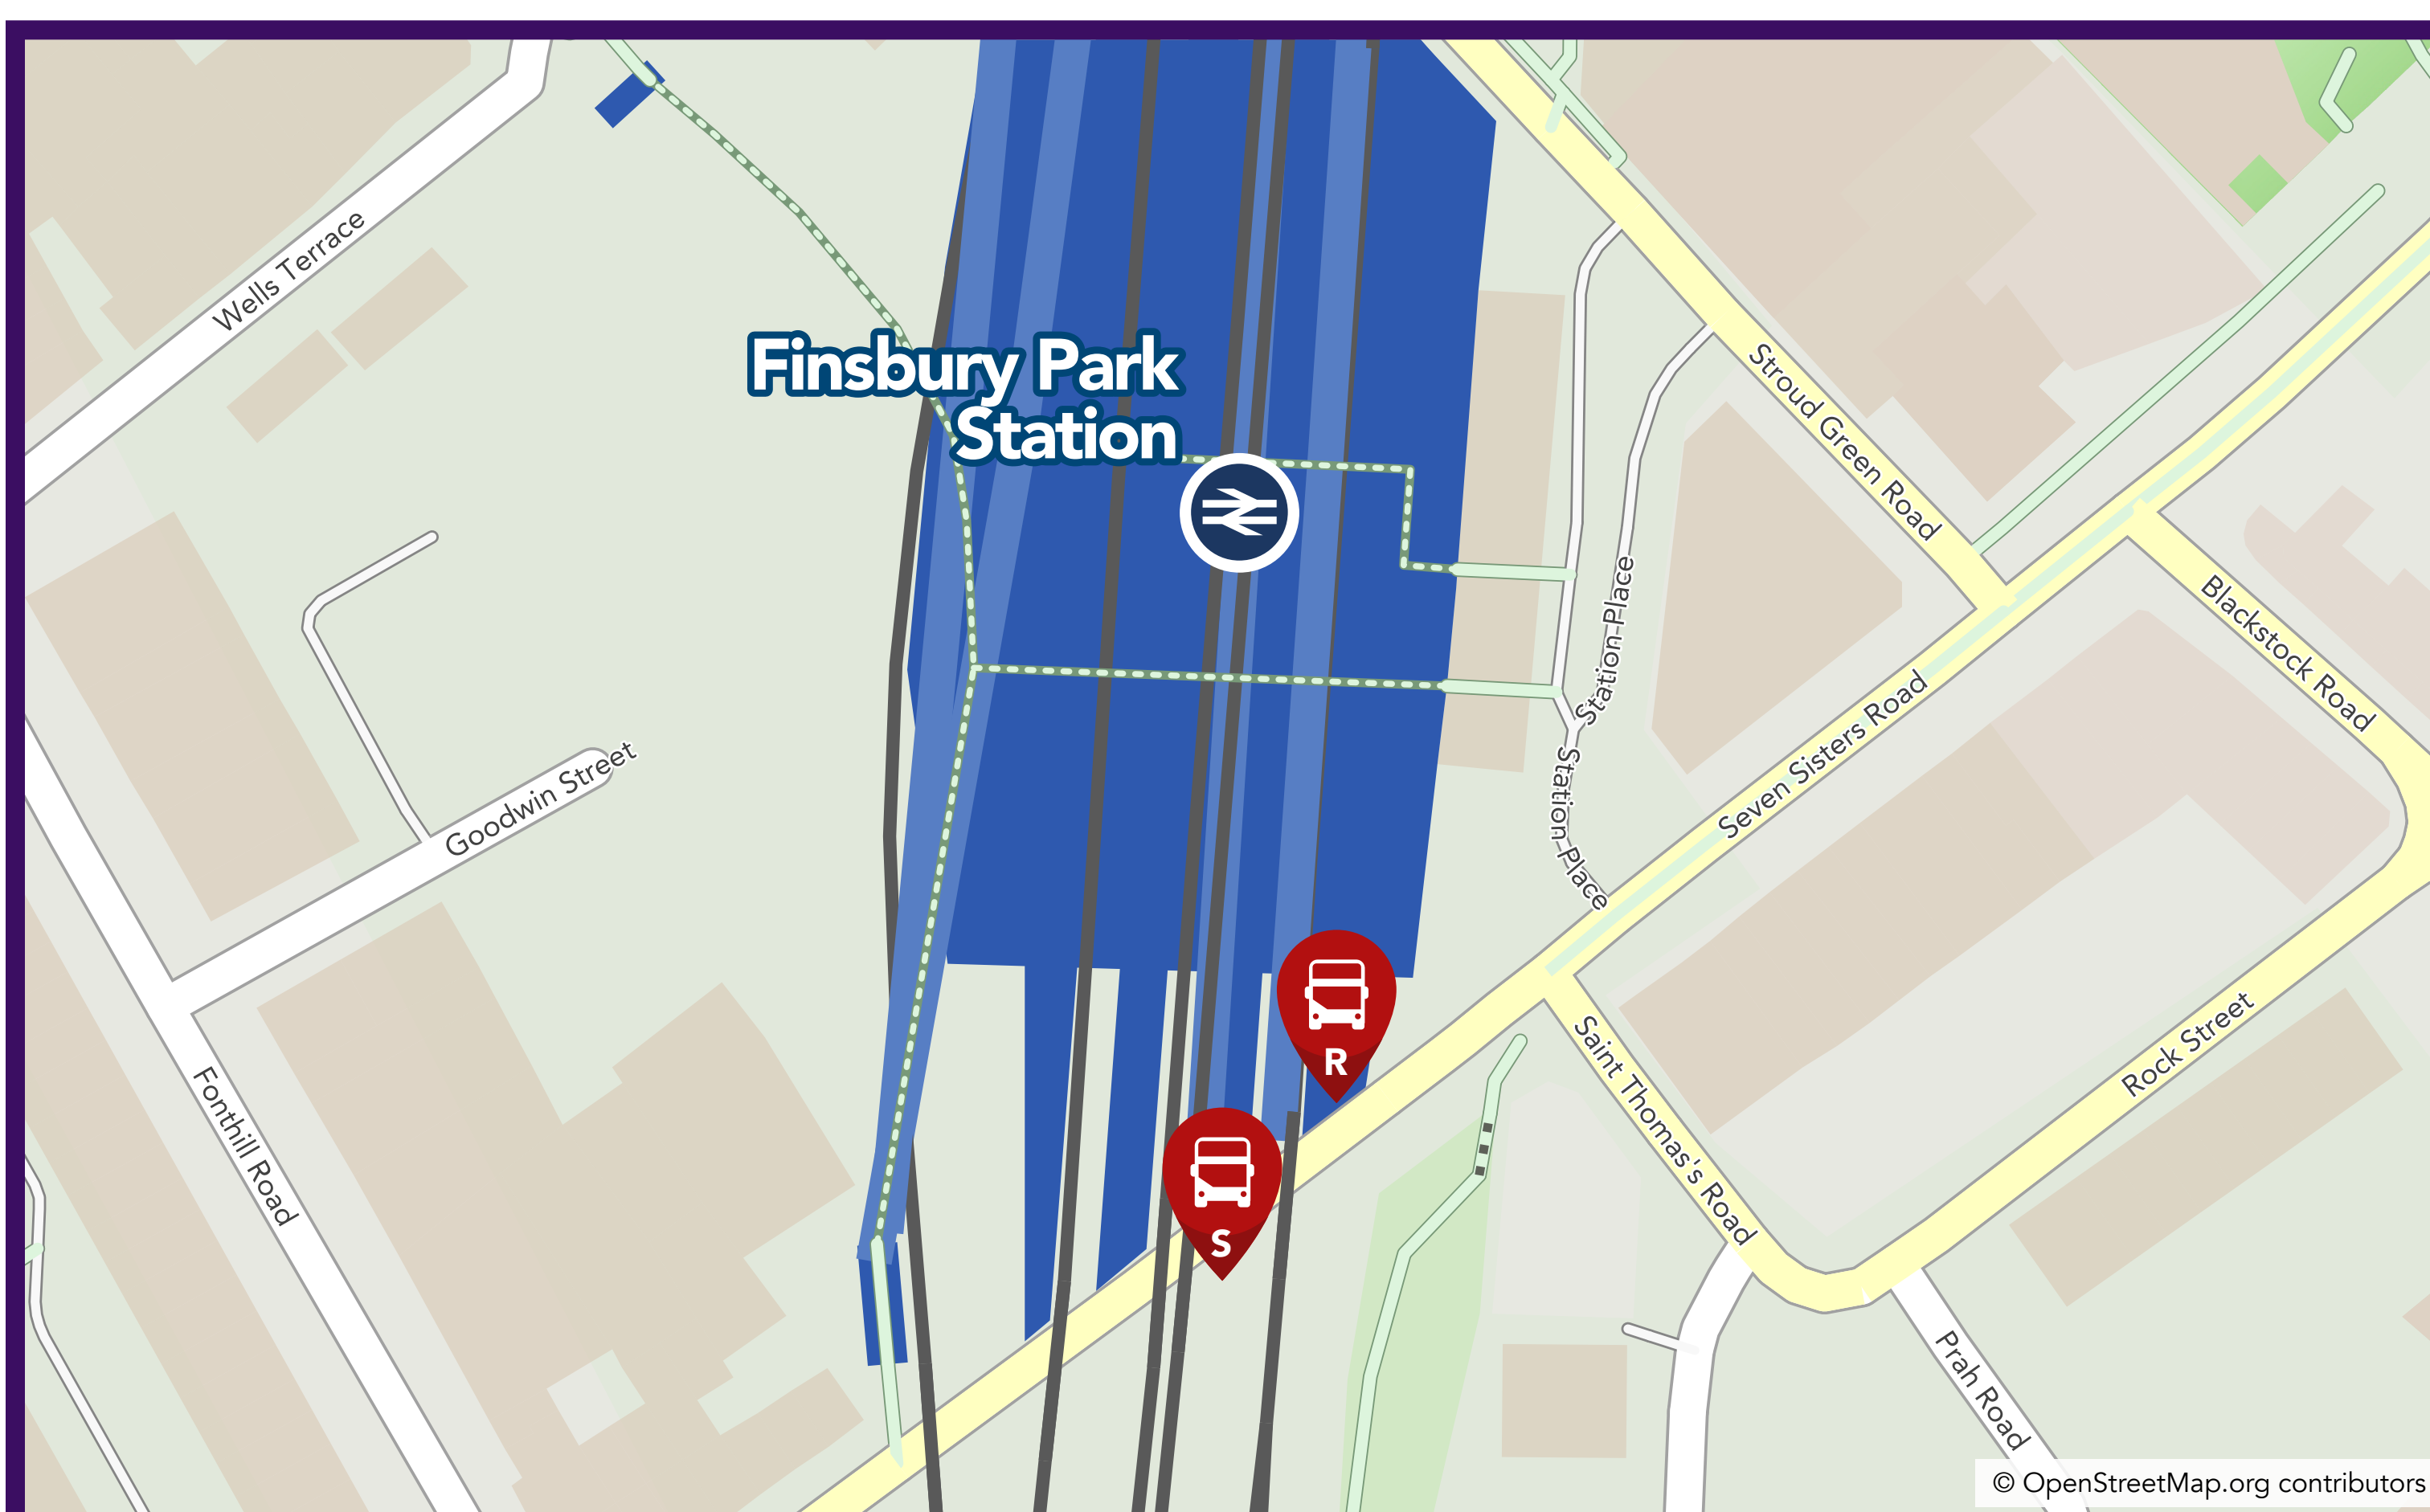 Wells Terrace
Finsbury Park
Station
Stroud Green Road
Station Place
Blackstock Road
Seven Sisters Road
Goodwin Street
Station Place
R
S
Fonthill Road
Saint Thomas's Road
Rock Street
Prah Road
© OpenStreetMap.org contributors